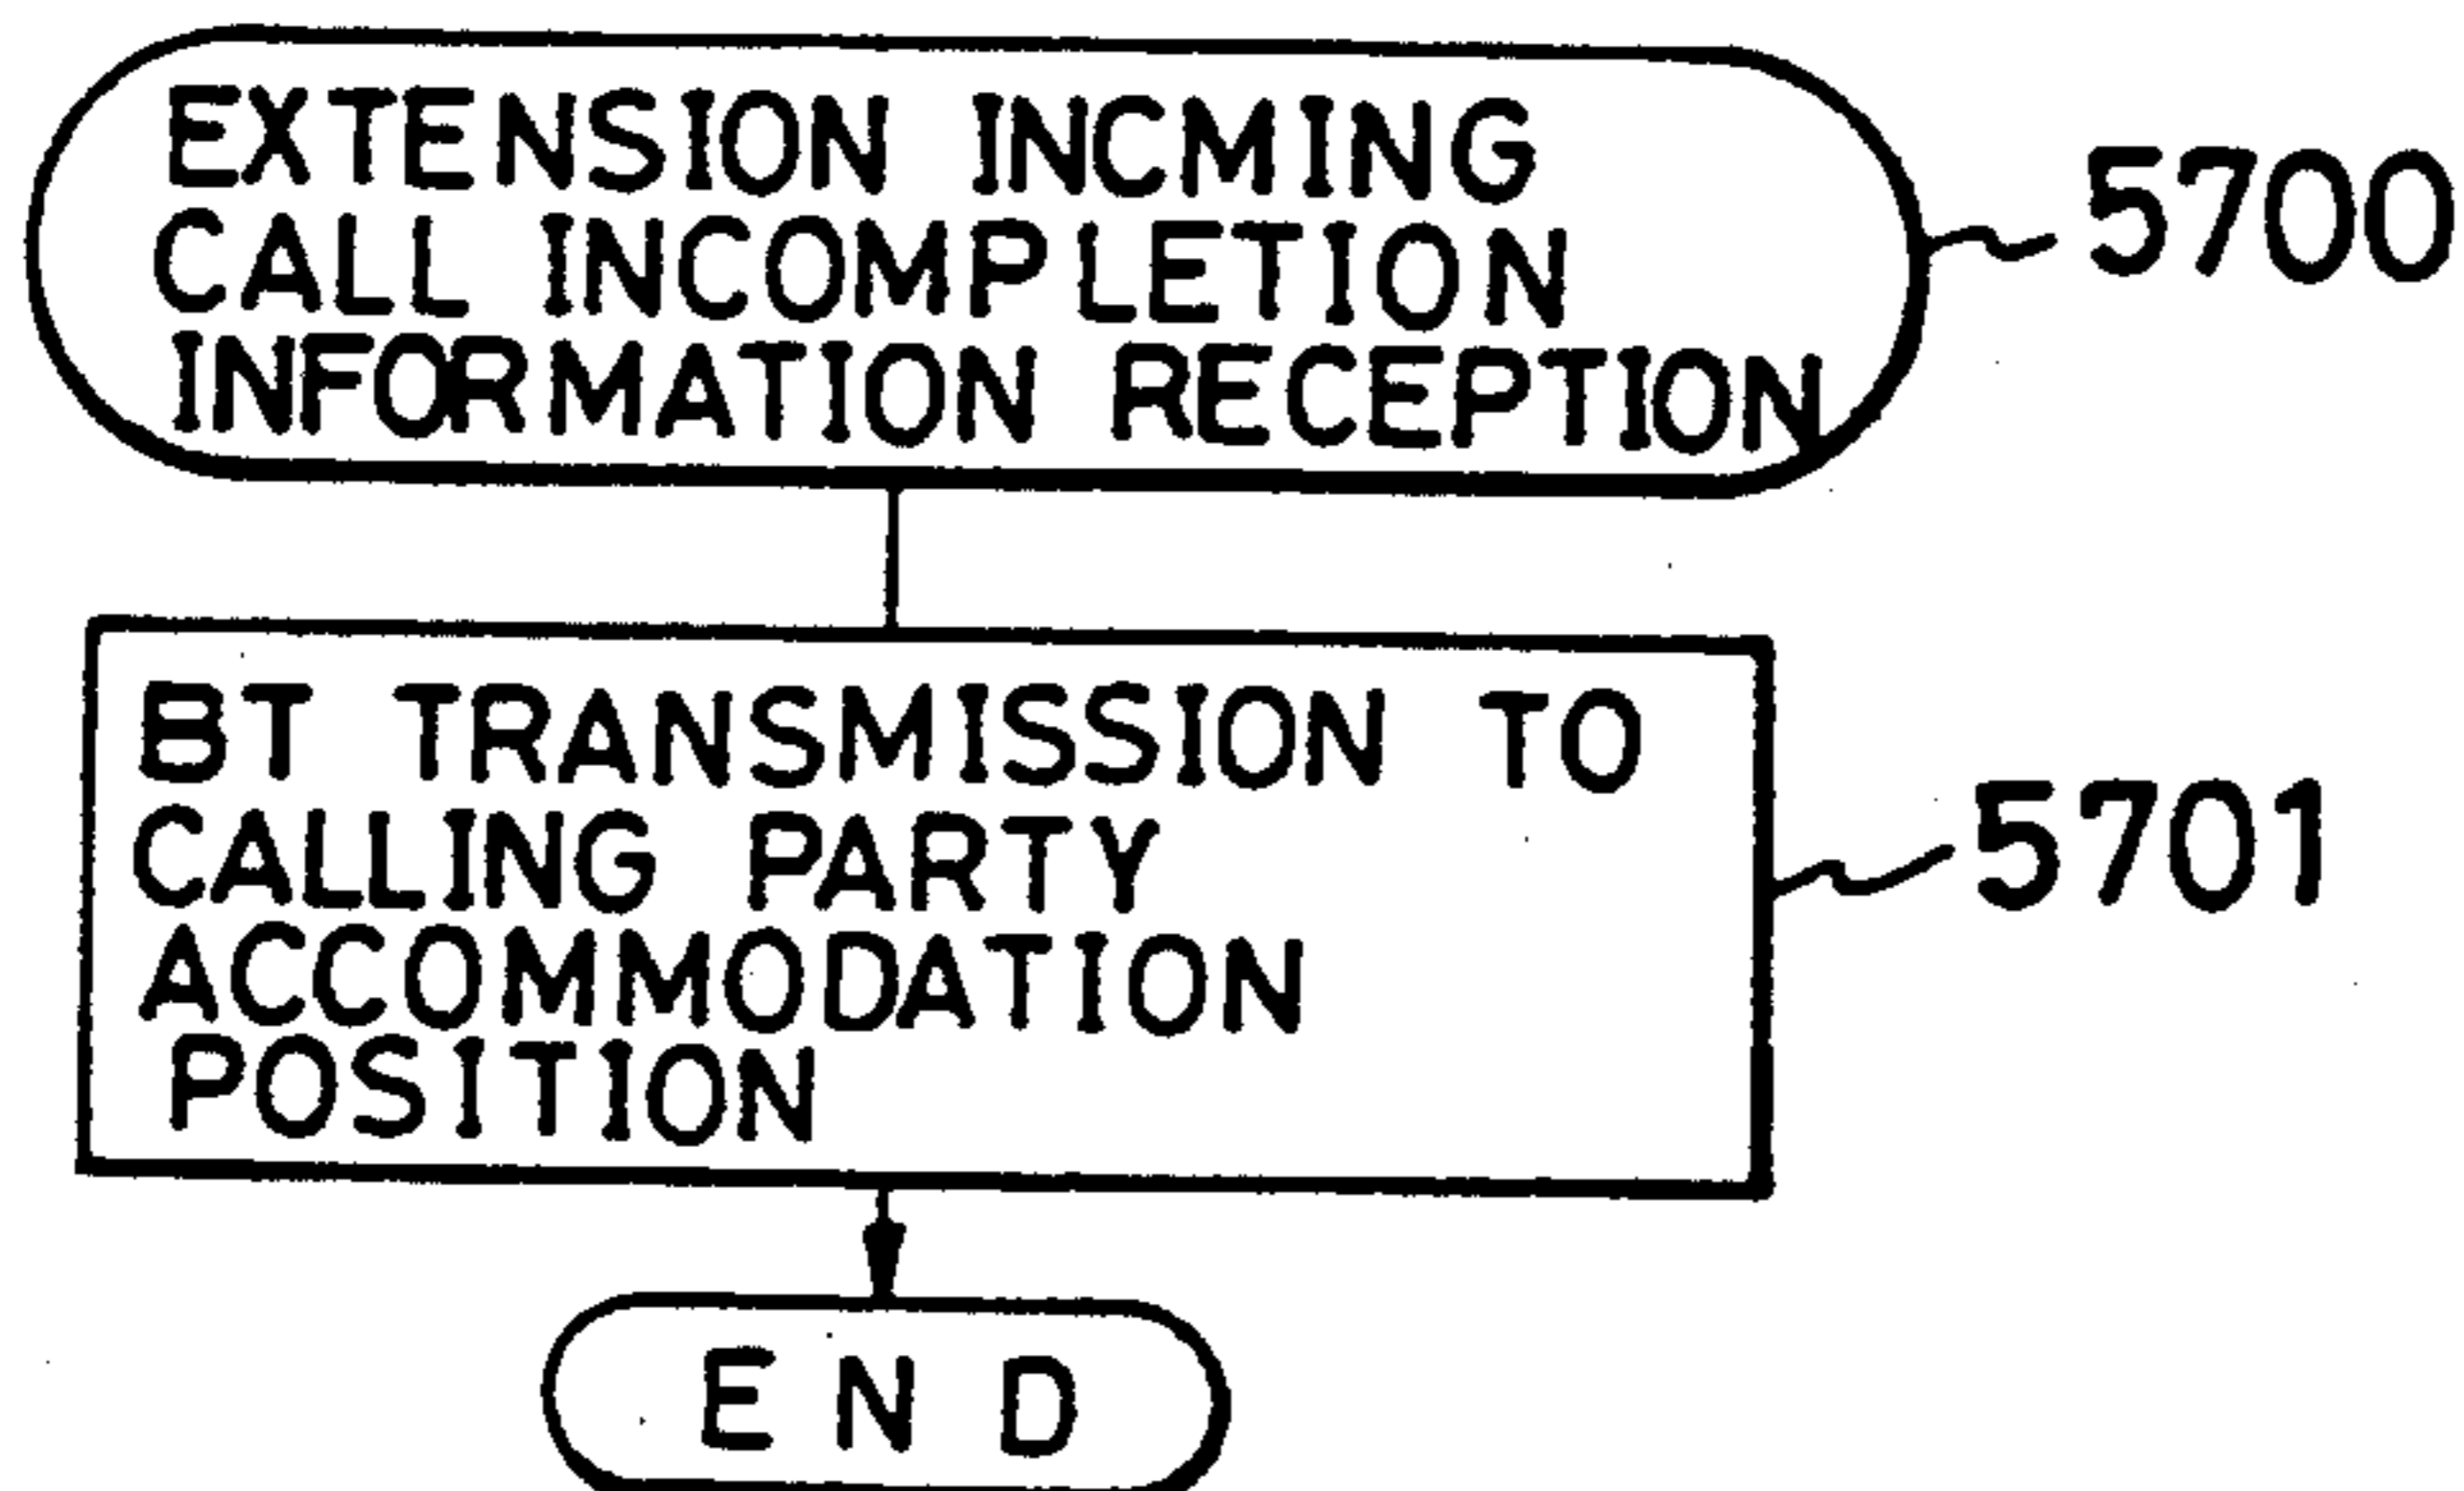 EXTENSION INCMING
CALL INCOMPLETION
INFORMATION RECEPTION
5700
BT TRANSMISSION TO
CALLING PARTY
ACCOMMODATION
POSITION
5701
END